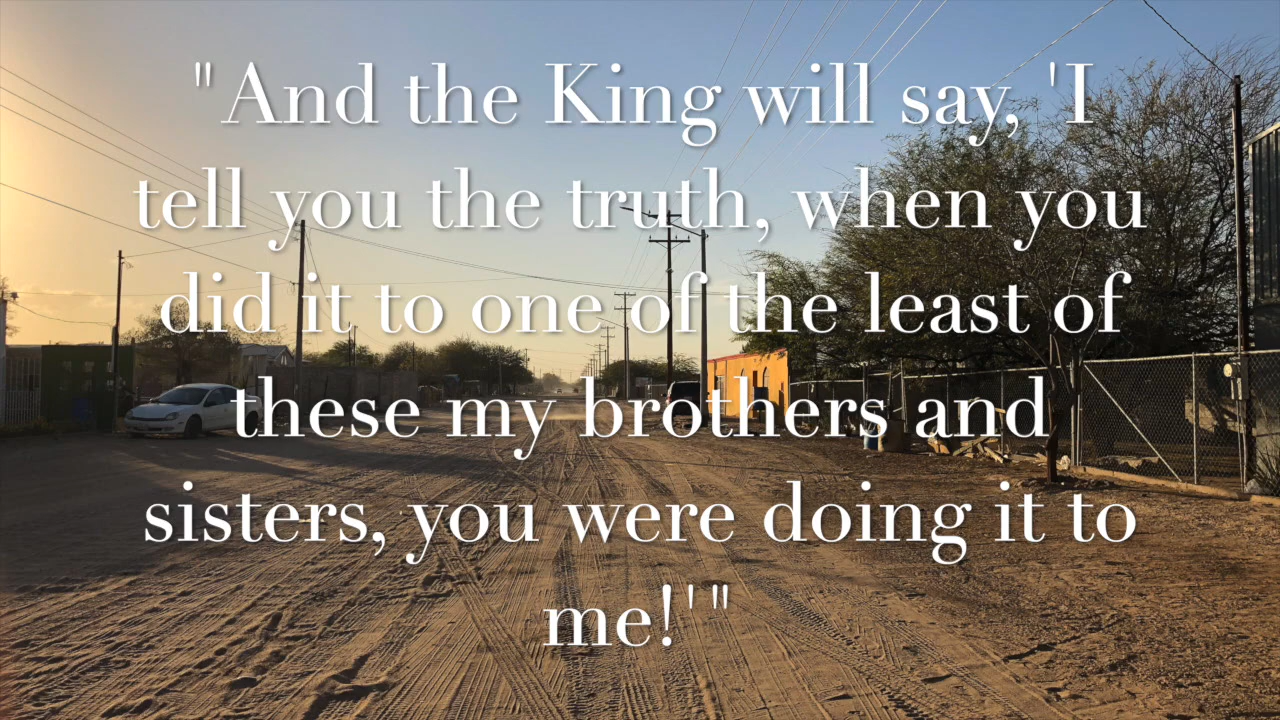 "And the King will say, 'I
tell you the truth, when you
did it to one of the least of
these my brothers and
sisters, you were doing it to
me!'"